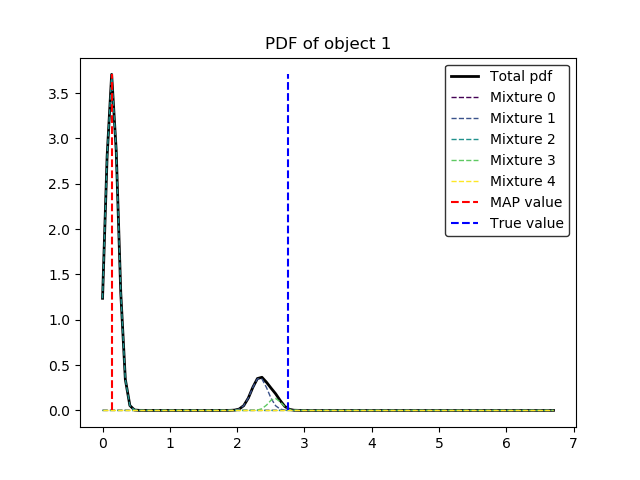 PDF of object 1
Total pdf
Mixture 0
Mixture 1
Mixture 2
Mixture 3
Mixture 4
MAP value
True value
3.5
3.0
2.5
2.0
1.5
1.0
0.5
0.0
0 1 2 3 4 5 6 7